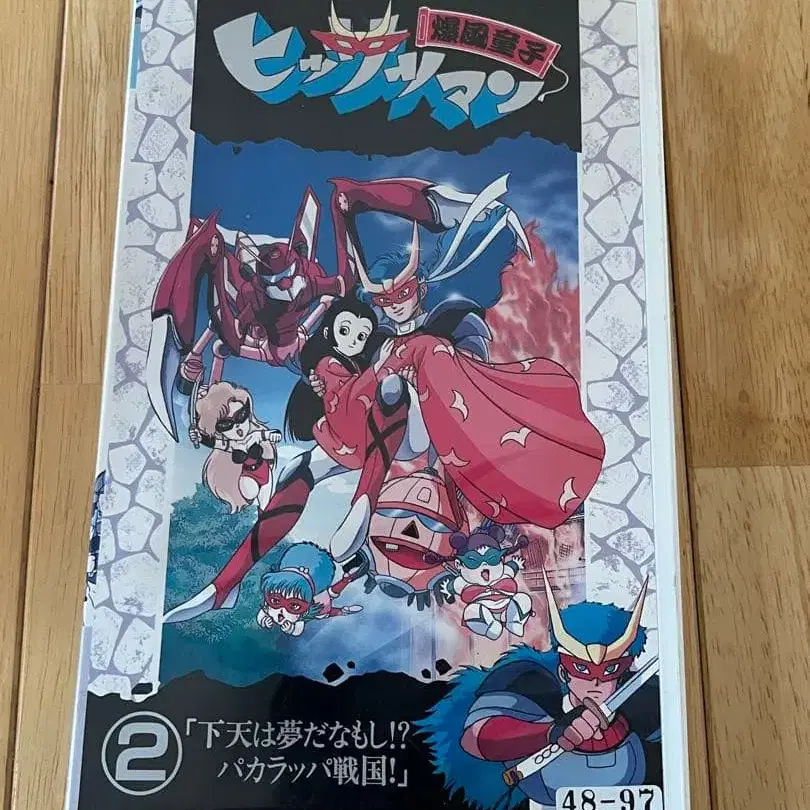 爆風童子
ヒッサツマン
2
「下天は夢だなもし!?
パカラッパ戦国!」
48-97